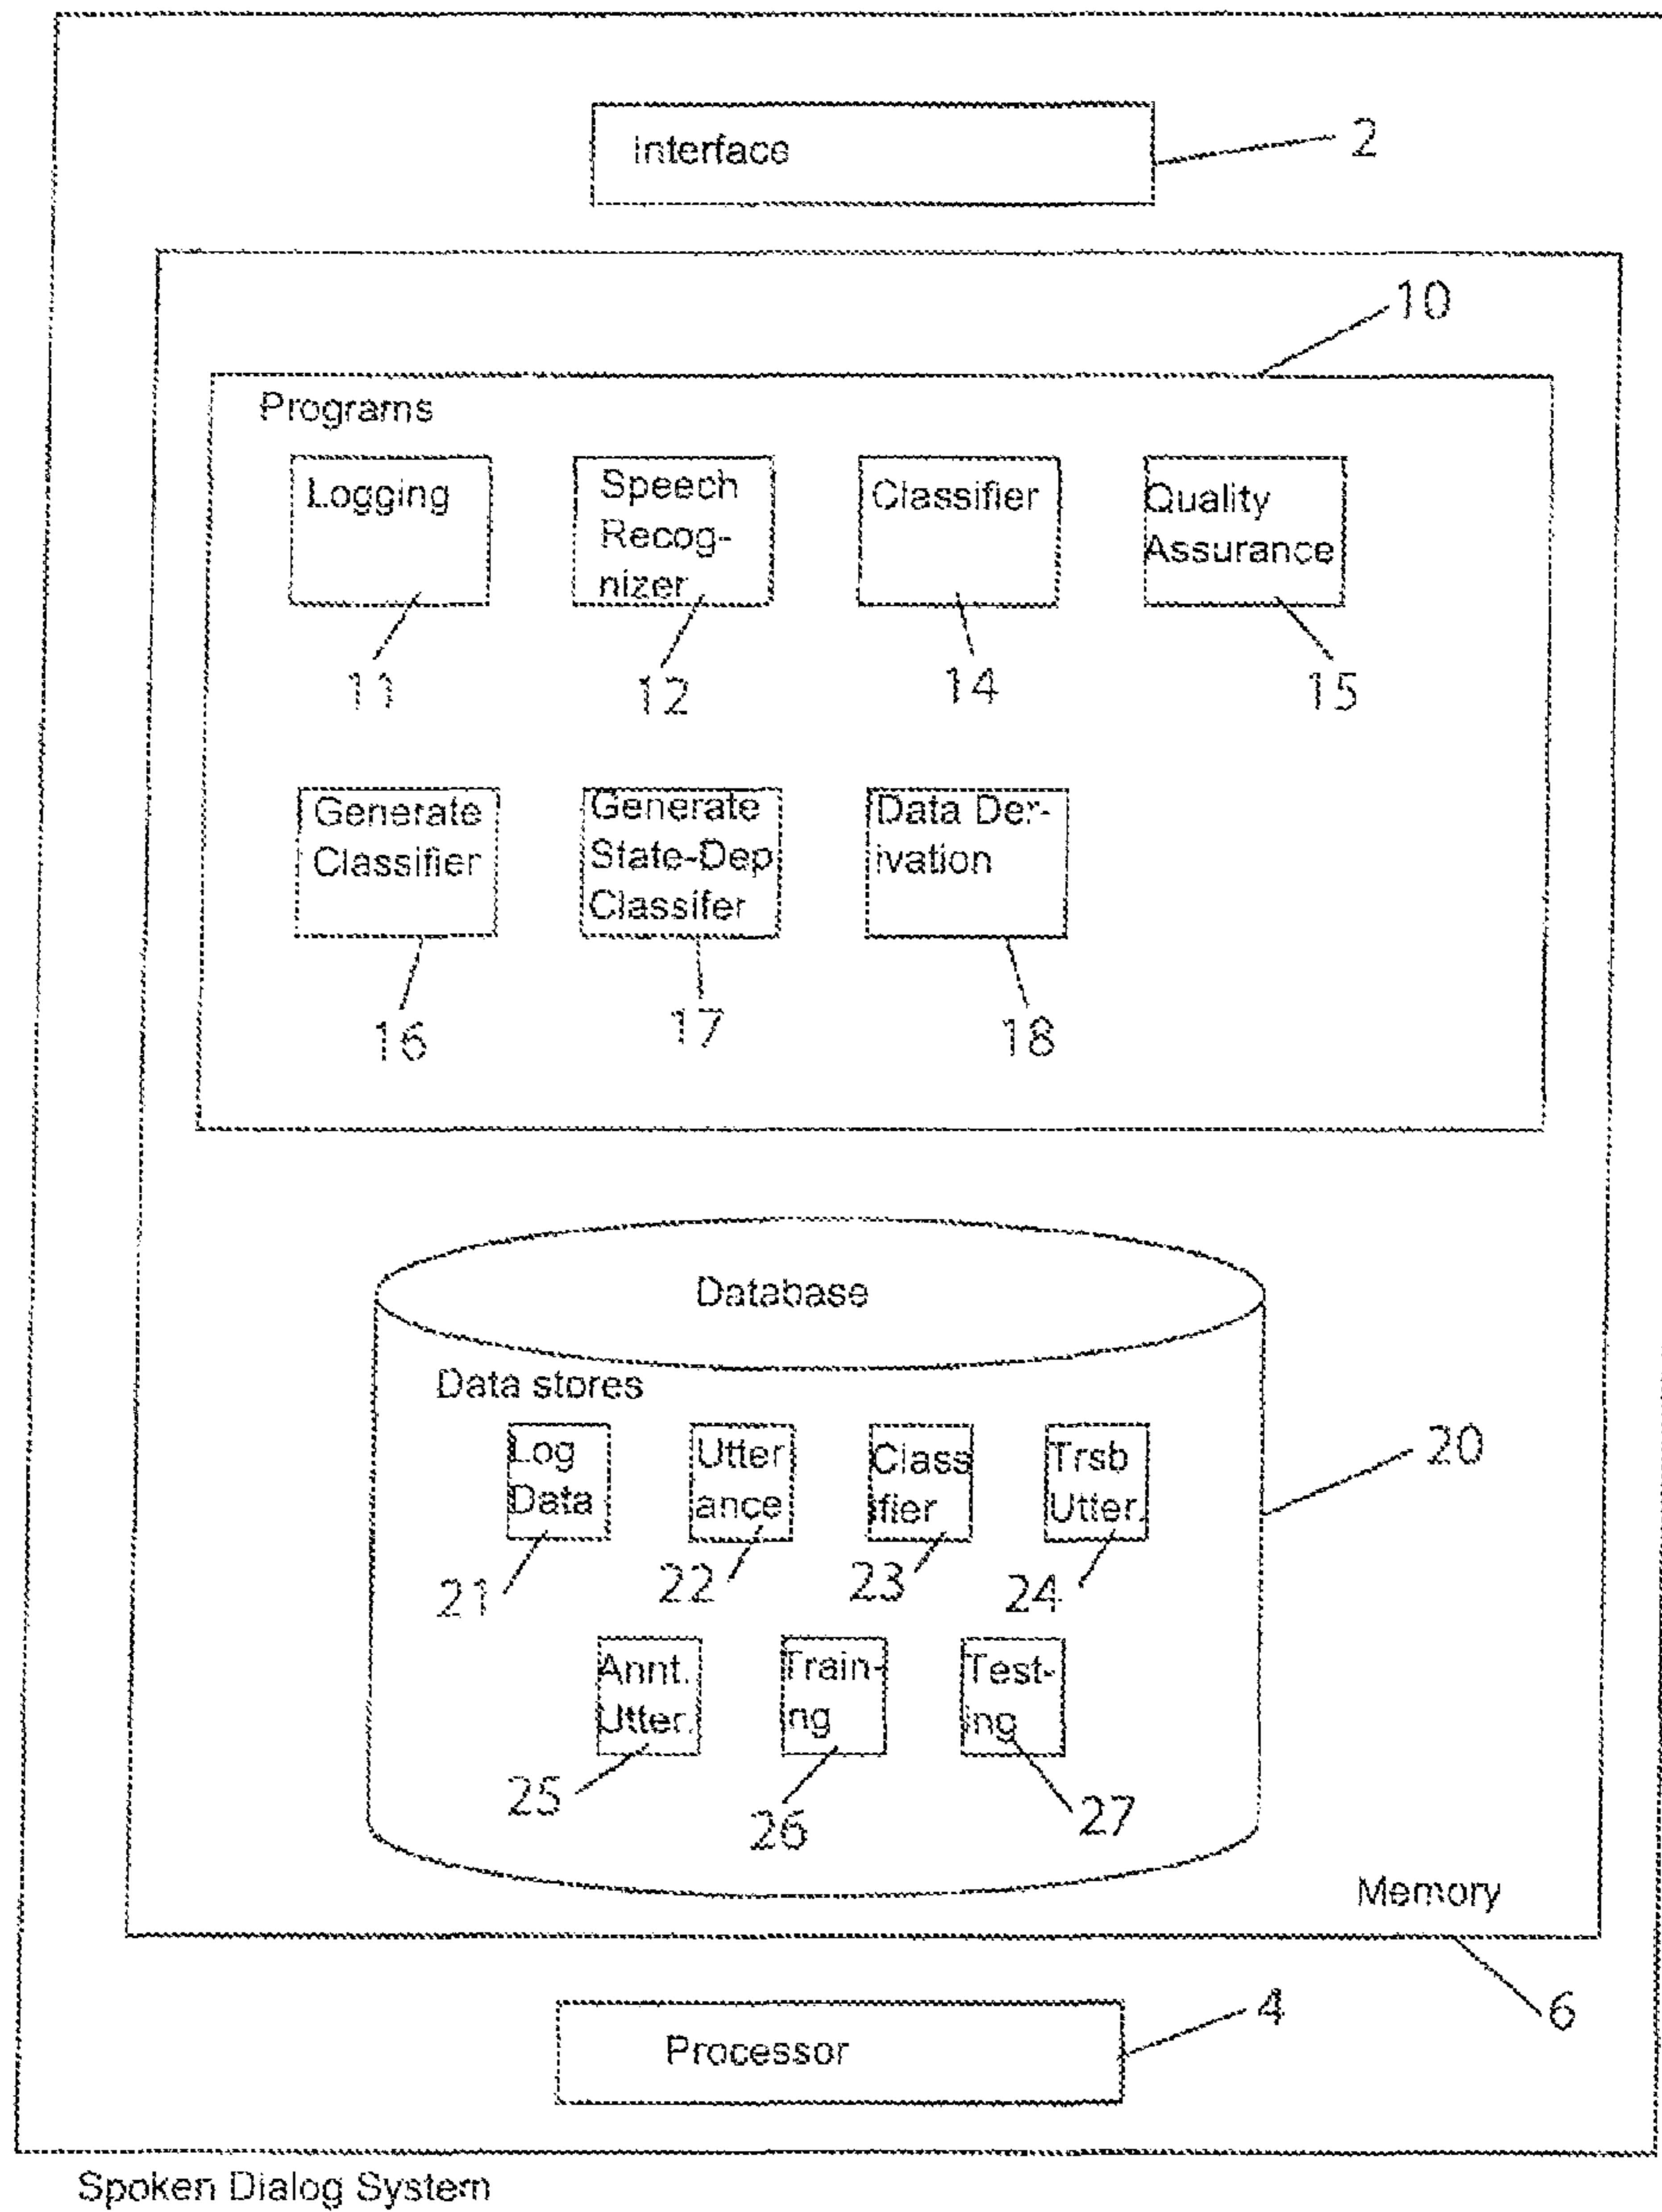 Interface
2
10
Programs
Logging
Speech
Recog-
nizer
Classifier
Quality
Assurance
11
12
14
15
Generate
Classifier
Generate
State-Dep
Classifer
Data Der-
ivation
16
17
18
Database
Data stores
Log
Data
Utter
ance
Class
ifier
Trsb
Utter.
20
21
22
23
24
Annt.
Utter.
Train-
ing
Test-
ing
25
26
27
Memory
6
Processor
4
Spoken Dialog System